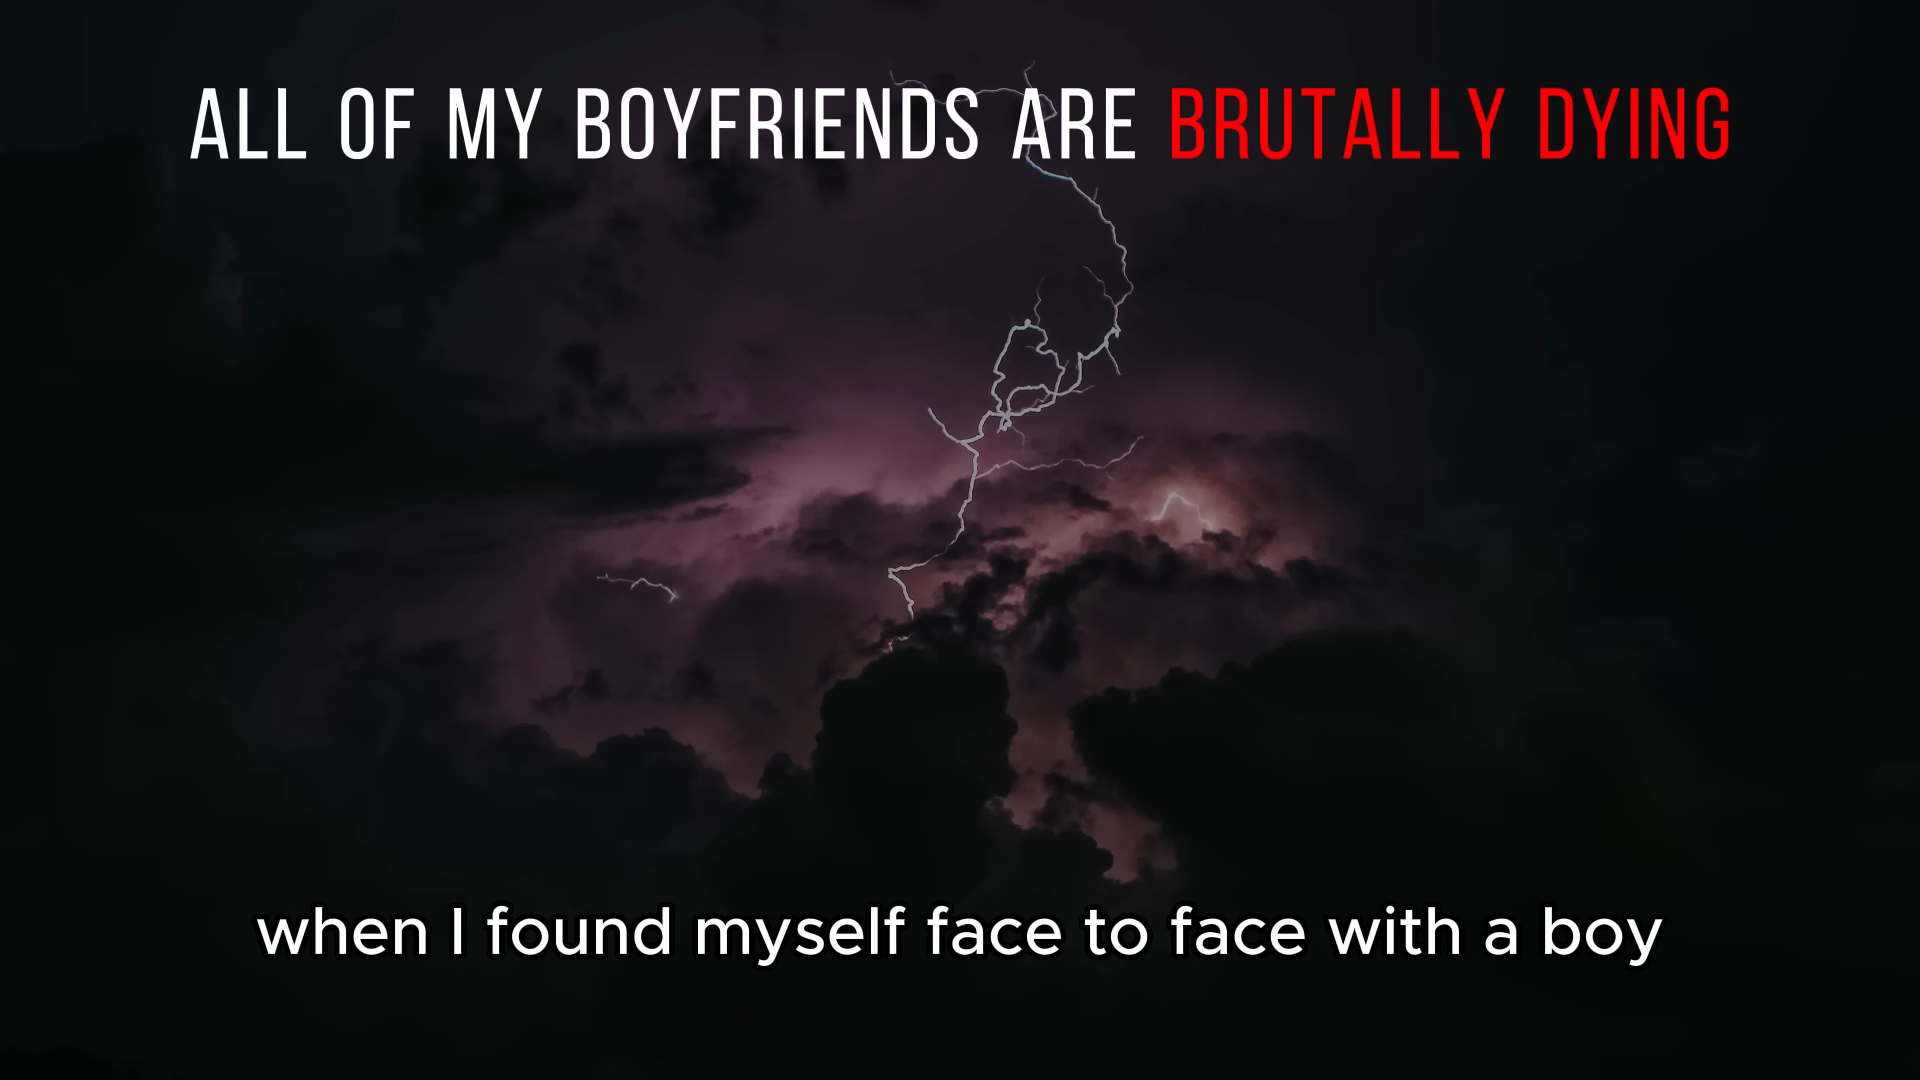 ALL OF MY BOYFRIENDS ARE BRUTALLY DYING
when I found myself face to face with a boy